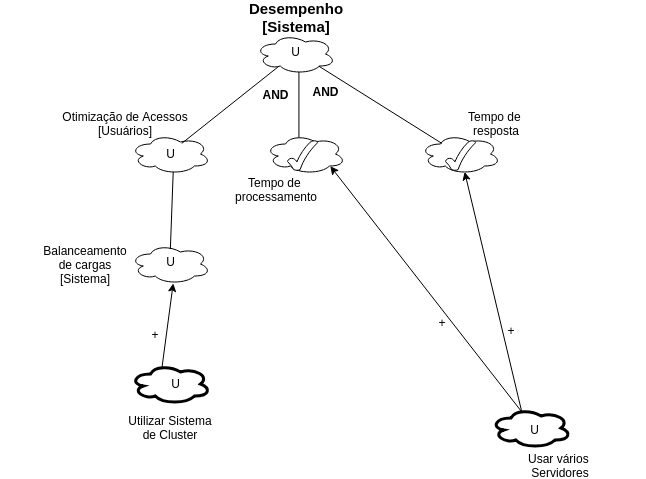 Desempenho
[Sistema]
U
AND
AND
Otimização de Acessos
[Usuários]
U
Tempo de
processamento
Tempo de
resposta
Balanceamento
de cargas
[Sistema]
U
+
+
+
U
Utilizar Sistema
de Cluster
U
Usar vários
Servidores